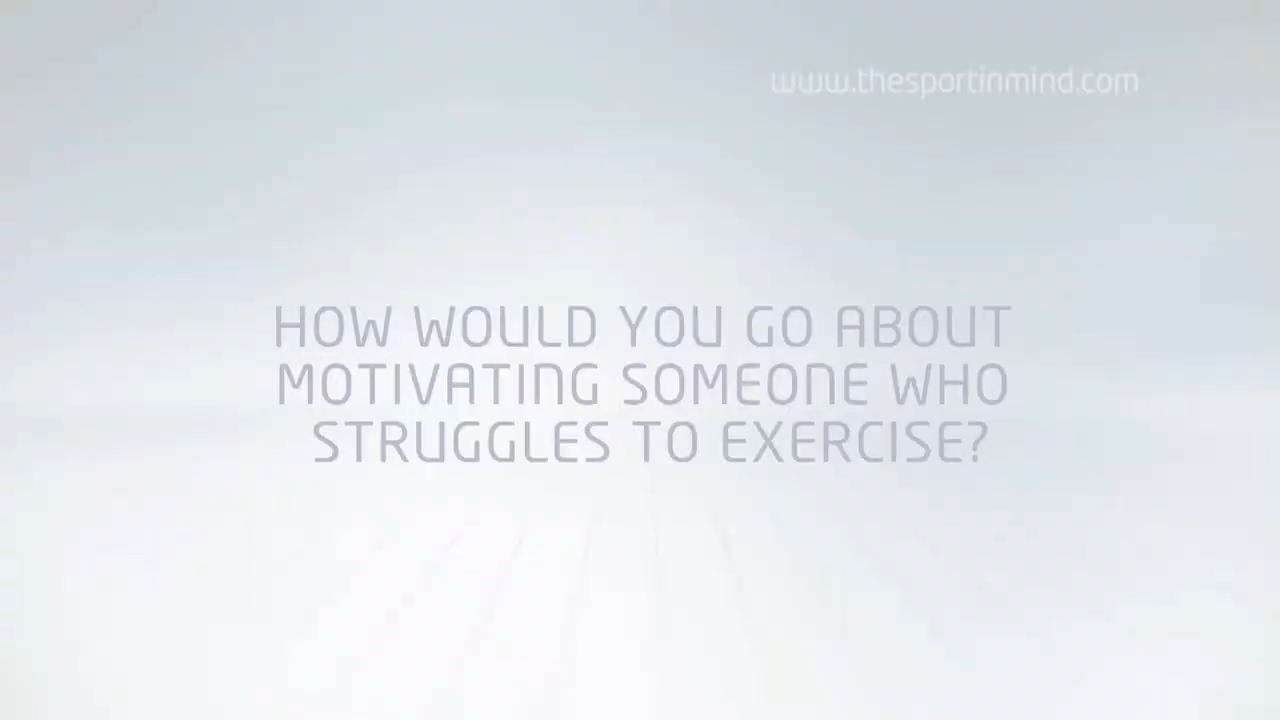 www.thesportinmind.com
HOW WOULD YOU GO ABOUT
MOTIVATING SOMEONE WHO
STRUGGLES TO EXERCISE?